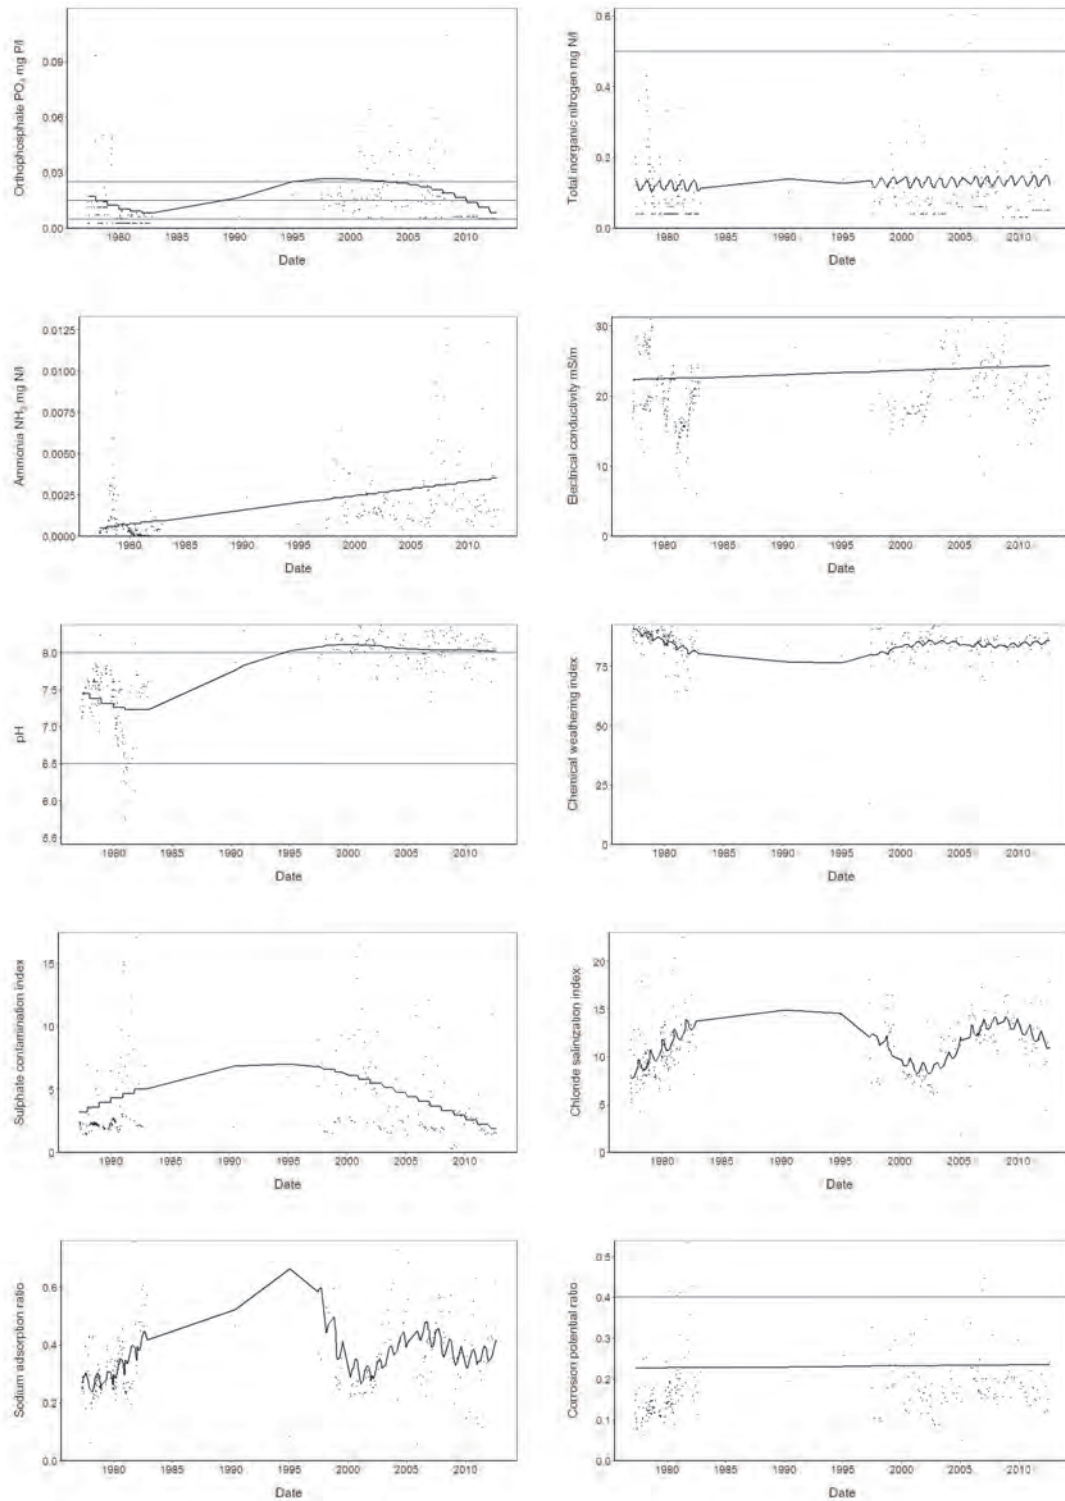 Orthophosphate PO4 mg P/l
0.09
0.06
0.03
0.00
1980 1985 1990 1995 2000 2005 2010
Date
Total inorganic nitrogen mg N/l
0.6
0.4
0.2
0.0
1980 1985 1990 1995 2000 2005 2010
Date
Ammonia NH3 mg N/l
0.0125
0.0100
0.0075
0.0050
0.0025
0.0000
1980 1985 1990 1995 2000 2005 2010
Date
Electrical conductivity mS/m
30
20
10
0
1980 1985 1990 1995 2000 2005 2010
Date
pH
8.0
7.5
7.0
6.5
6.0
5.5
1980 1985 1990 1995 2000 2005 2010
Date
Chemical weathering index
75
50
25
0
1980 1985 1990 1995 2000 2005 2010
Date
Sulphate contamination index
15
10
5
0
1980 1985 1990 1995 2000 2005 2010
Date
Chloride salinization index
20
15
10
5
0
1980 1985 1990 1995 2000 2005 2010
Date
Sodium adsorption ratio
0.6
0.4
0.2
0.0
1980 1985 1990 1995 2000 2005 2010
Date
Corrosion potential ratio
0.5
0.4
0.3
0.2
0.1
0.0
1980 1985 1990 1995 2000 2005 2010
Date